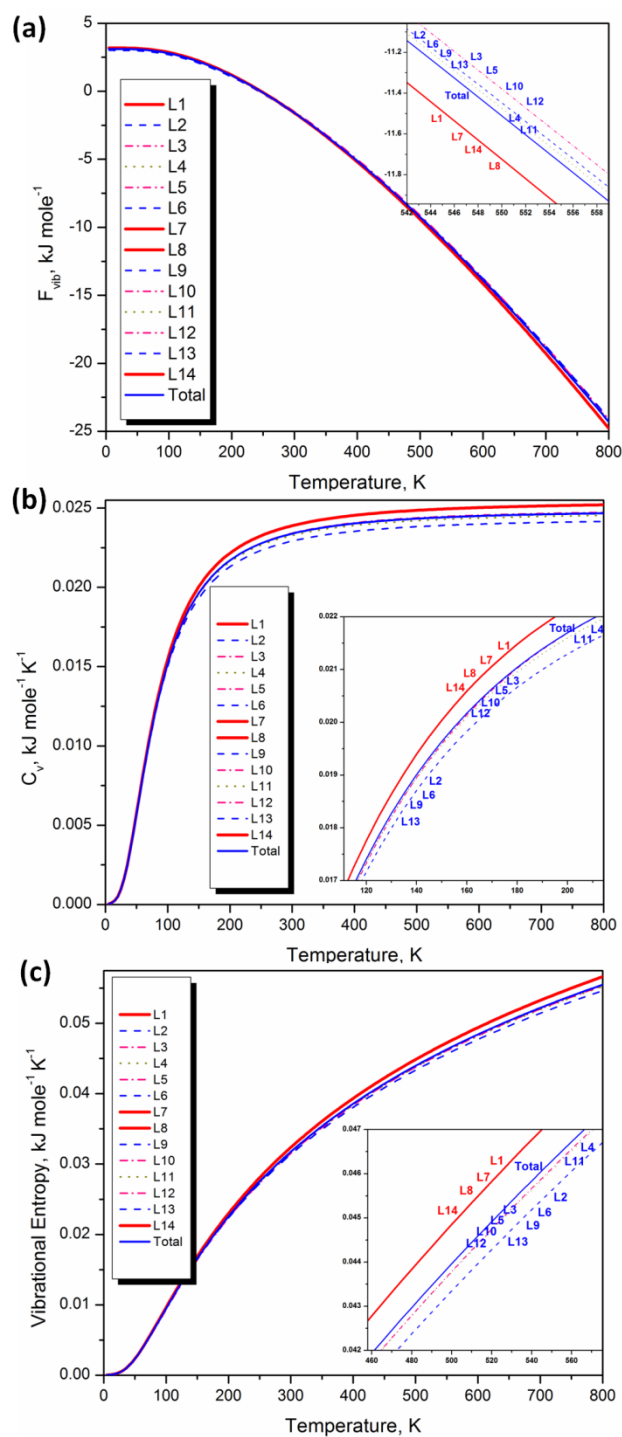 (a)
5
0
-5
-10
-15
-20
-25
F_vib, kJ mole⁻¹
L1
L2
L3
L4
L5
L6
L7
L8
L9
L10
L11
L12
L13
L14
Total
-11.2
-11.4
-11.6
-11.8
L2
L6
L9
L13
L3
L5
L10
L12
Total
L4
L11
L1
L7
L14
L8
542 544 546 548 550 552 554 556 558
0 100 200 300 400 500 600 700 800
Temperature, K
(b)
0.025
0.020
0.015
0.010
0.005
0.000
C_v, kJ mole⁻¹ K⁻¹
L1
L2
L3
L4
L5
L6
L7
L8
L9
L10
L11
L12
L13
L14
Total
0.022
0.021
0.020
0.019
0.018
0.017
Total
L4
L11
L1
L7
L8
L14
L3
L5
L10
L12
L2
L6
L9
L13
120 140 160 180 200
0 100 200 300 400 500 600 700 800
Temperature, K
(c)
0.05
0.04
0.03
0.02
0.01
0.00
Vibrational Entropy, kJ mole⁻¹ K⁻¹
L1
L2
L3
L4
L5
L6
L7
L8
L9
L10
L11
L12
L13
L14
Total
0.047
0.046
0.045
0.044
0.043
0.042
L1
L7
L8
L14
Total
L4
L11
L3
L5
L10
L12
L2
L6
L9
L13
460 480 500 520 540 560
0 100 200 300 400 500 600 700 800
Temperature, K